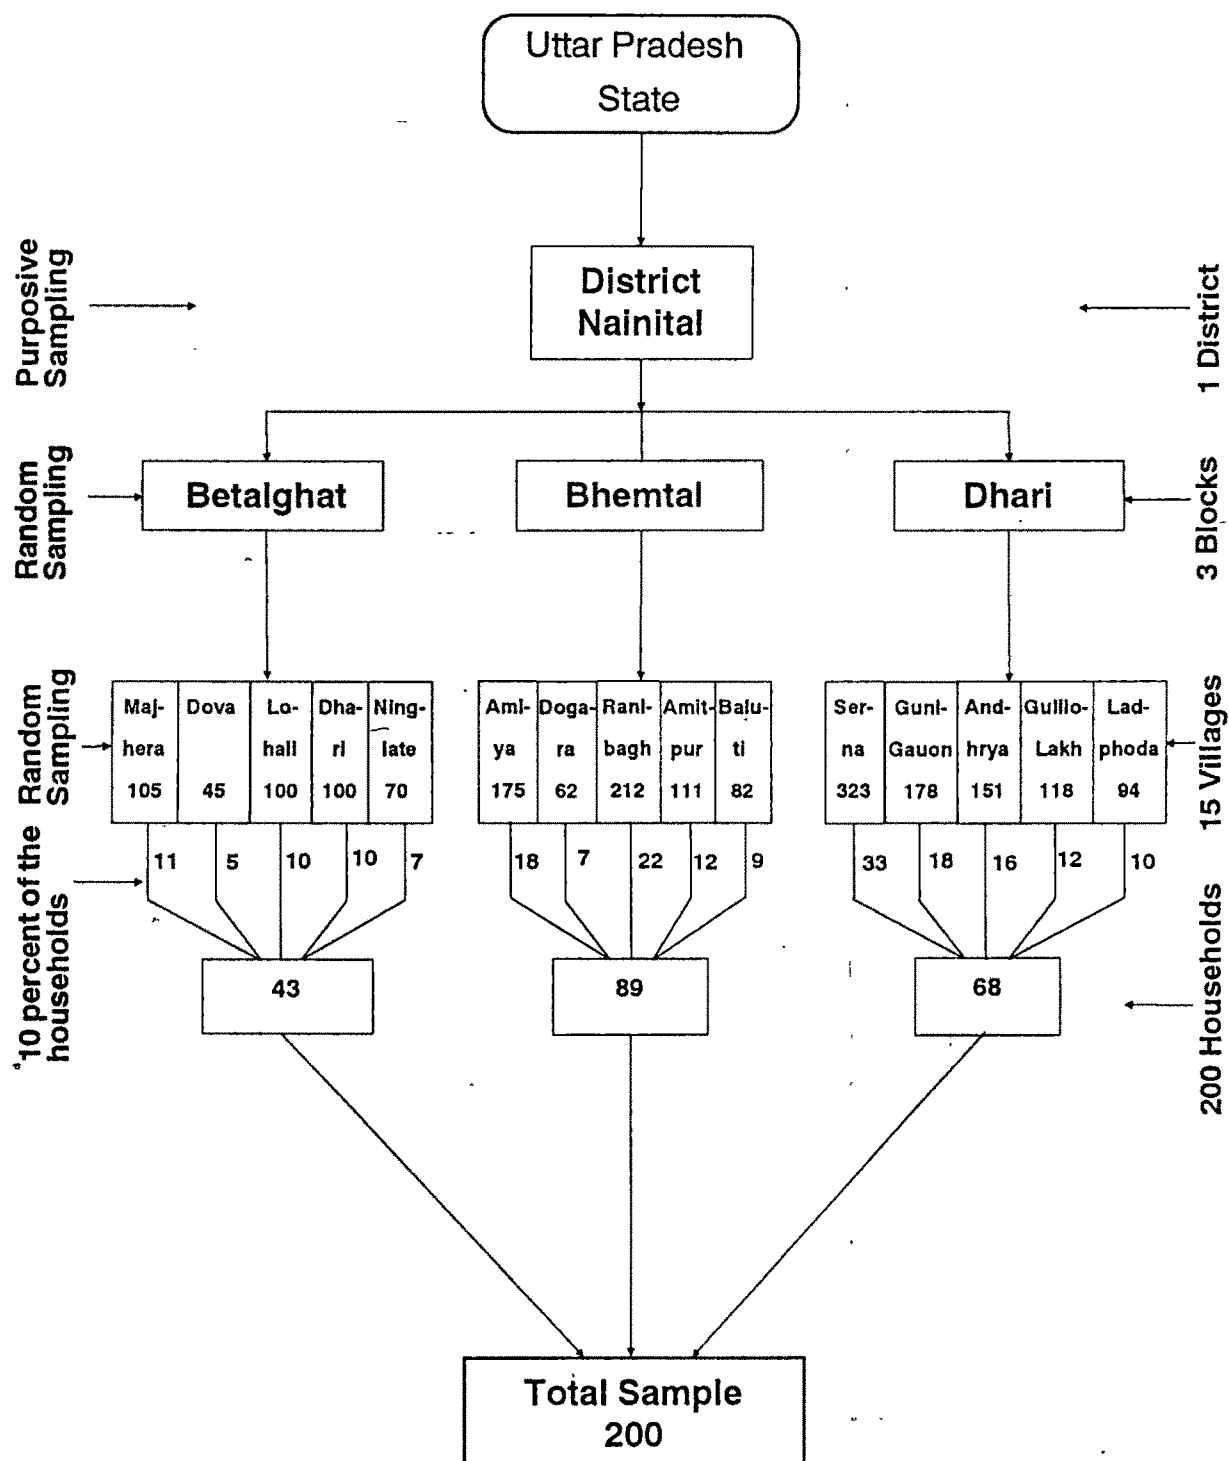 Uttar Pradesh
State
Purposive
Sampling
District
Nainital
1 District
Random
Sampling
Betalghat
Bhemtal
Dhari
3 Blocks
Random
Sampling
Maj-
hera
105
Dova
45
Lo-
hali
100
Dha-
ri
100
Ning-
late
70
Ami-
ya
175
Doga-
ra
62
Rani-
bagh
212
Amit-
pur
111
Balu-
ti
82
Ser-
na
323
Guni-
Gauon
178
And-
hrya
151
Gullio-
Lakh
118
Lad-
phoda
94
15 Villages
10 percent of the
households
11
5
10
10
7
18
7
22
12
9
33
18
16
12
10
43
89
68
200 Households
Total Sample
200